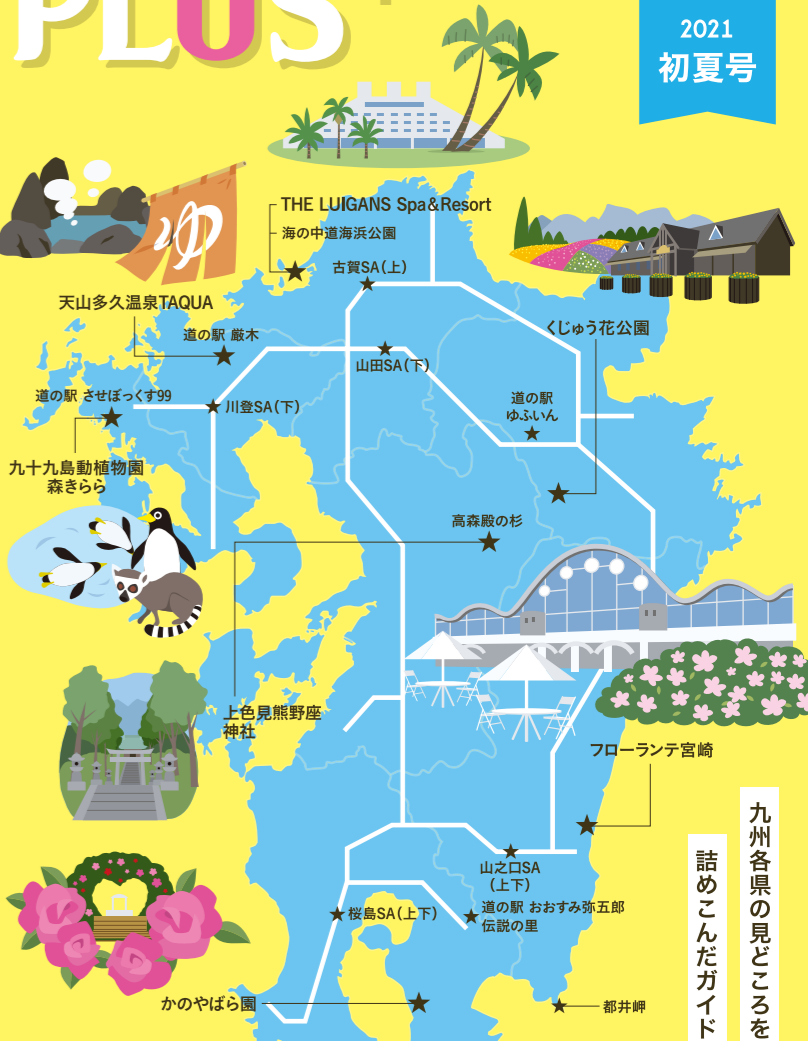 PLUS
2021
初夏号
ゆ
THE LUIGANS Spa&Resort
海の中道海浜公園
古賀SA(上)
天山多久温泉TAQUA
道の駅 厳木
くじゅう花公園
山田SA(下)
道の駅 させぼっくす99
川登SA(下)
道の駅
ゆふいん
九十九島動植物園
森きらら
高森殿の杉
上色見熊野座
神社
フローランテ宮崎
山之口SA
(上下)
桜島SA(上下)
道の駅 おおすみ弥五郎
伝説の里
かのやばら園
都井岬
九州各県の見どころを
詰めこんだガイド